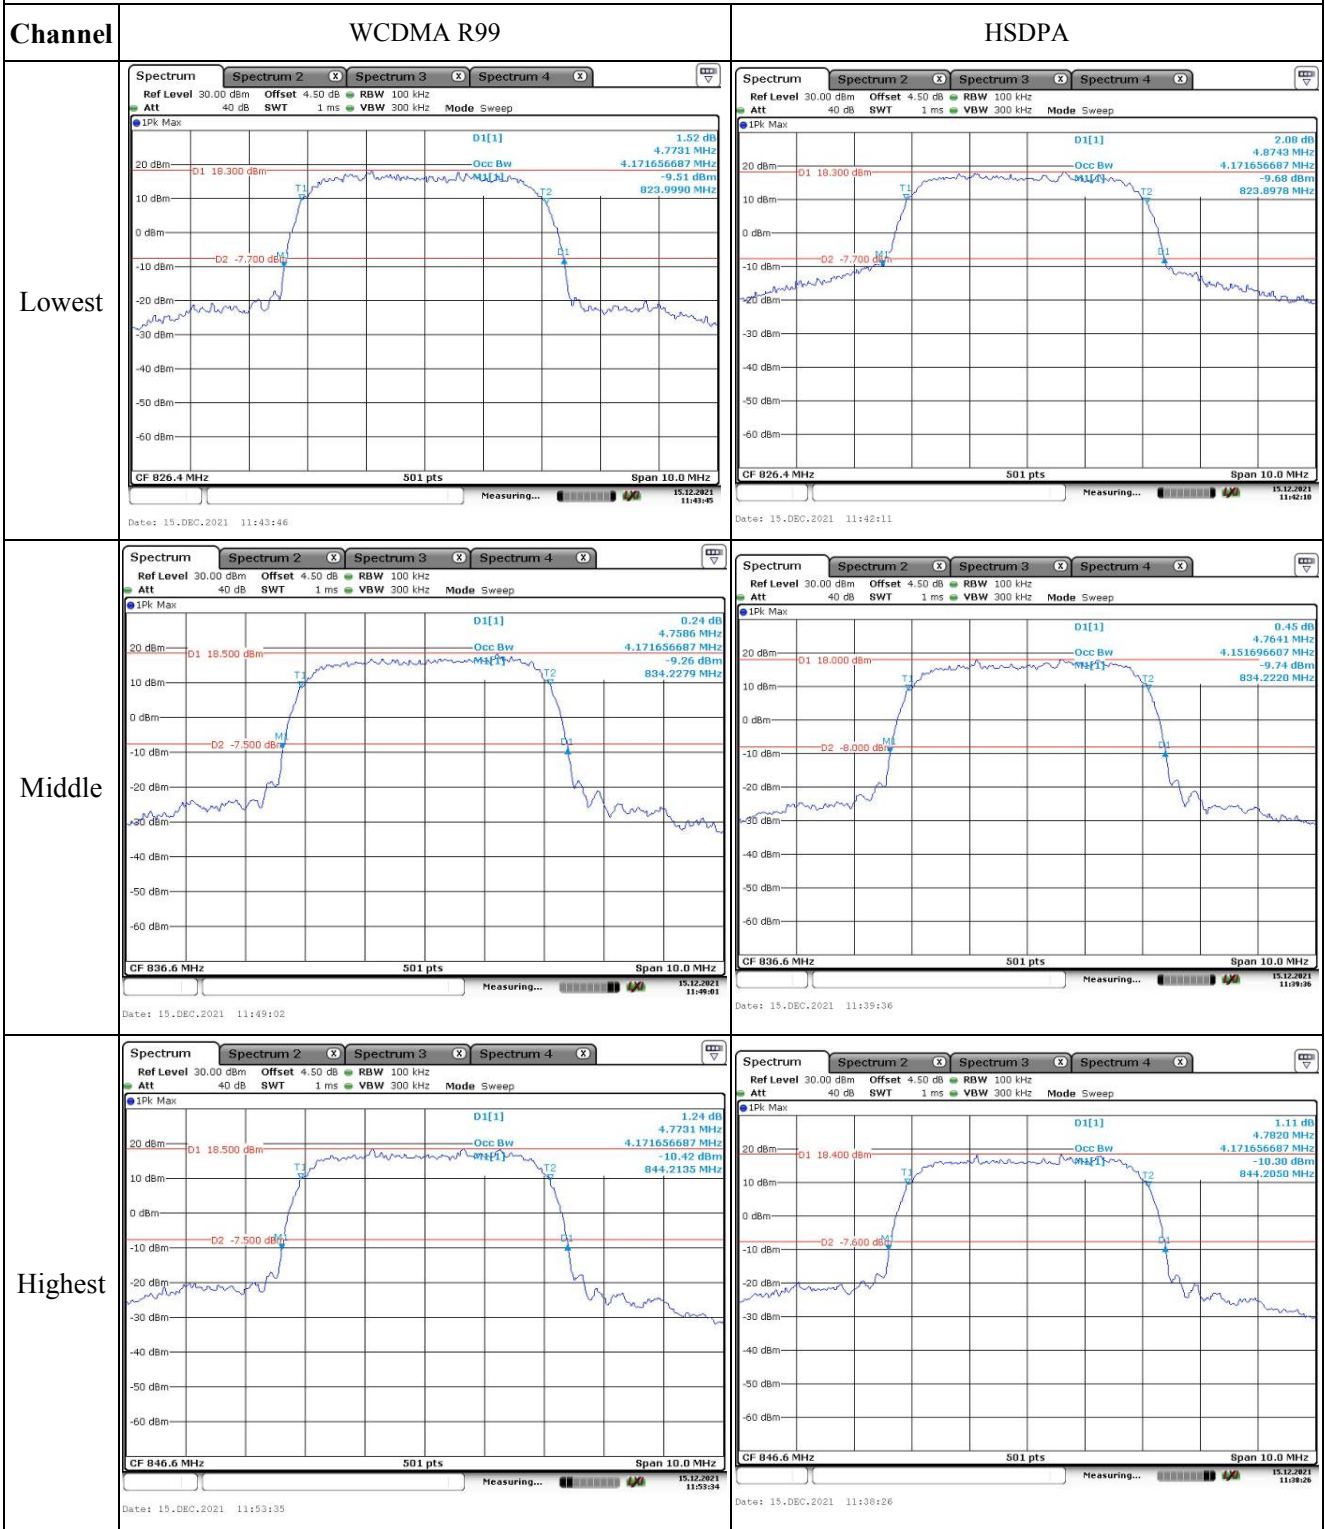 Channel WCDMA R99 HSDPA
Lowest
Spectrum Spectrum 2 X Spectrum 3 X Spectrum 4 X
Ref Level 30.00 dBm Offset 4.50 dB RBW 100 kHz
Att 40 dB SWT 1 ms VBW 300 kHz Mode Sweep
1Pk Max
D1[1] 1.52 dB
4.7731 MHz
20 dBm Occ Bw 4.171656687 MHz
D1 18.300 dBm M1[1] -9.51 dBm
T1 T2 823.9990 MHz
10 dBm
0 dBm
D2 -7.700 dBm M1 D1
-10 dBm
-20 dBm
-30 dBm
-40 dBm
-50 dBm
-60 dBm
CF 826.4 MHz 501 pts Span 10.0 MHz
Measuring... 15.12.2021
11:43:45
Date: 15.DEC.2021 11:43:46
Spectrum Spectrum 2 X Spectrum 3 X Spectrum 4 X
Ref Level 30.00 dBm Offset 4.50 dB RBW 100 kHz
Att 40 dB SWT 1 ms VBW 300 kHz Mode Sweep
1Pk Max
D1[1] 2.08 dB
4.8743 MHz
20 dBm Occ Bw 4.171656687 MHz
D1 18.300 dBm M1[1] -9.68 dBm
T1 T2 823.8978 MHz
10 dBm
0 dBm
D2 -7.700 dBm M1 D1
-10 dBm
-20 dBm
-30 dBm
-40 dBm
-50 dBm
-60 dBm
CF 826.4 MHz 501 pts Span 10.0 MHz
Measuring... 15.12.2021
11:42:10
Date: 15.DEC.2021 11:42:11
Middle
Spectrum Spectrum 2 X Spectrum 3 X Spectrum 4 X
Ref Level 30.00 dBm Offset 4.50 dB RBW 100 kHz
Att 40 dB SWT 1 ms VBW 300 kHz Mode Sweep
1Pk Max
D1[1] 0.24 dB
4.7586 MHz
20 dBm Occ Bw 4.171656687 MHz
D1 18.500 dBm M1[1] -9.26 dBm
T1 T2 834.2279 MHz
10 dBm
0 dBm
D2 -7.500 dBm M1 D1
-10 dBm
-20 dBm
-30 dBm
-40 dBm
-50 dBm
-60 dBm
CF 836.6 MHz 501 pts Span 10.0 MHz
Measuring... 15.12.2021
11:49:01
Date: 15.DEC.2021 11:49:02
Spectrum Spectrum 2 X Spectrum 3 X Spectrum 4 X
Ref Level 30.00 dBm Offset 4.50 dB RBW 100 kHz
Att 40 dB SWT 1 ms VBW 300 kHz Mode Sweep
1Pk Max
D1[1] 0.45 dB
4.7641 MHz
20 dBm Occ Bw 4.151696607 MHz
D1 18.000 dBm M1[1] -9.74 dBm
T1 T2 834.2220 MHz
10 dBm
0 dBm
D2 -8.000 dBm M1 D1
-10 dBm
-20 dBm
-30 dBm
-40 dBm
-50 dBm
-60 dBm
CF 836.6 MHz 501 pts Span 10.0 MHz
Measuring... 15.12.2021
11:39:36
Date: 15.DEC.2021 11:39:36
Highest
Spectrum Spectrum 2 X Spectrum 3 X Spectrum 4 X
Ref Level 30.00 dBm Offset 4.50 dB RBW 100 kHz
Att 40 dB SWT 1 ms VBW 300 kHz Mode Sweep
1Pk Max
D1[1] 1.24 dB
4.7731 MHz
20 dBm Occ Bw 4.171656687 MHz
D1 18.500 dBm M1[1] -10.42 dBm
T1 T2 844.2135 MHz
10 dBm
0 dBm
D2 -7.500 dBm M1 D1
-10 dBm
-20 dBm
-30 dBm
-40 dBm
-50 dBm
-60 dBm
CF 846.6 MHz 501 pts Span 10.0 MHz
Measuring... 15.12.2021
11:53:34
Date: 15.DEC.2021 11:53:35
Spectrum Spectrum 2 X Spectrum 3 X Spectrum 4 X
Ref Level 30.00 dBm Offset 4.50 dB RBW 100 kHz
Att 40 dB SWT 1 ms VBW 300 kHz Mode Sweep
1Pk Max
D1[1] 1.11 dB
4.7820 MHz
20 dBm Occ Bw 4.171656687 MHz
D1 18.400 dBm M1[1] -10.30 dBm
T1 T2 844.2050 MHz
10 dBm
0 dBm
D2 -7.600 dBm M1 D1
-10 dBm
-20 dBm
-30 dBm
-40 dBm
-50 dBm
-60 dBm
CF 846.6 MHz 501 pts Span 10.0 MHz
Measuring... 15.12.2021
11:38:26
Date: 15.DEC.2021 11:38:26